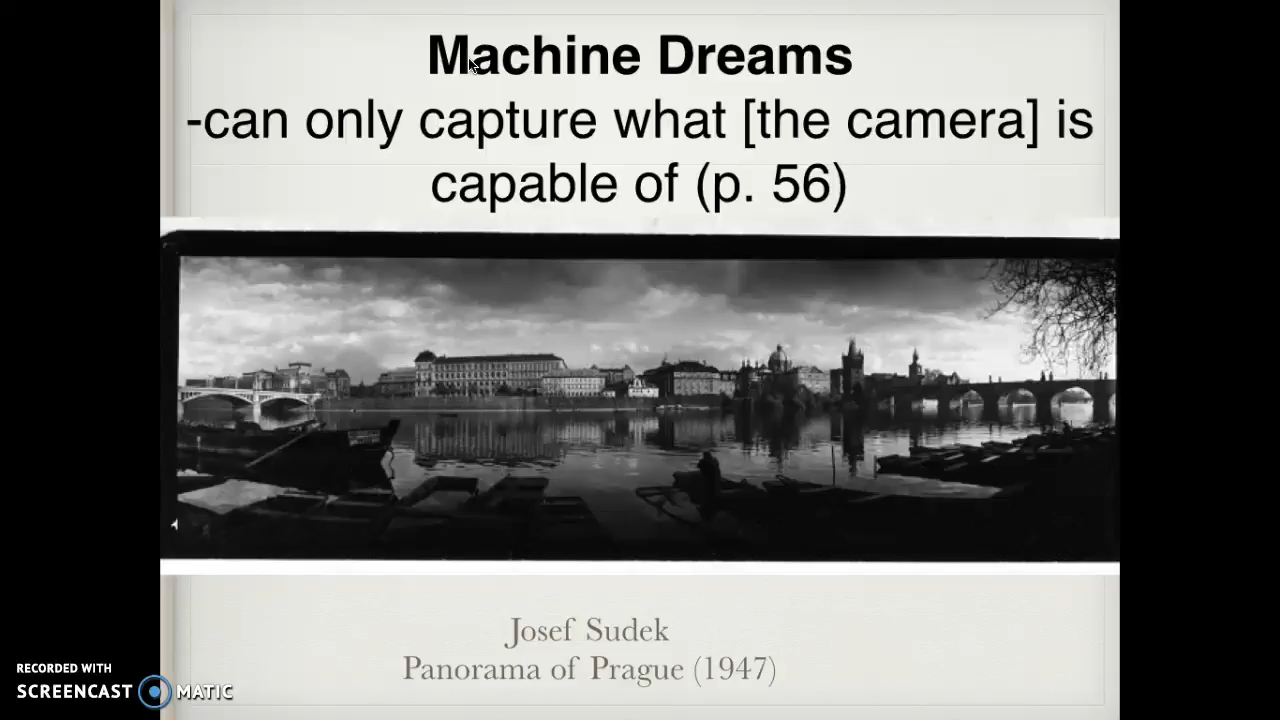 Machine Dreams
-can only capture what [the camera] is
capable of (p. 56)
Josef Sudek
Panorama of Prague (1947)
RECORDED WITH
SCREENCAST MATIC